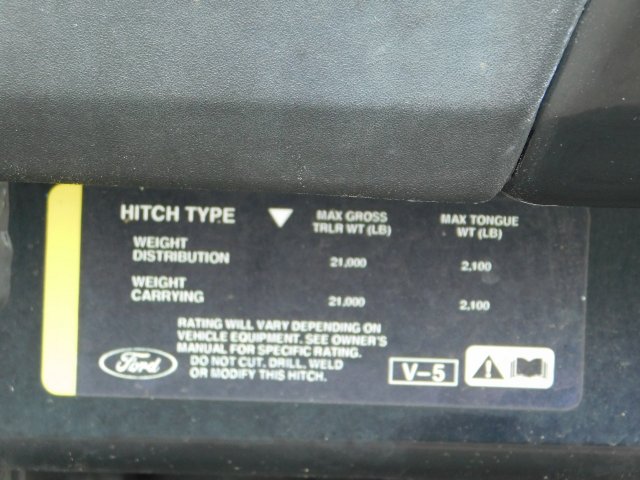 HITCH TYPE MAX GROSS TRLR WT (LB) MAX TONGUE WT (LB)
WEIGHT DISTRIBUTION 21,000 2,100
WEIGHT CARRYING 21,000 2,100
RATING WILL VARY DEPENDING ON
VEHICLE EQUIPMENT. SEE OWNER'S
MANUAL FOR SPECIFIC RATING.
DO NOT CUT, DRILL, WELD
OR MODIFY THIS HITCH.
Ford
V-5